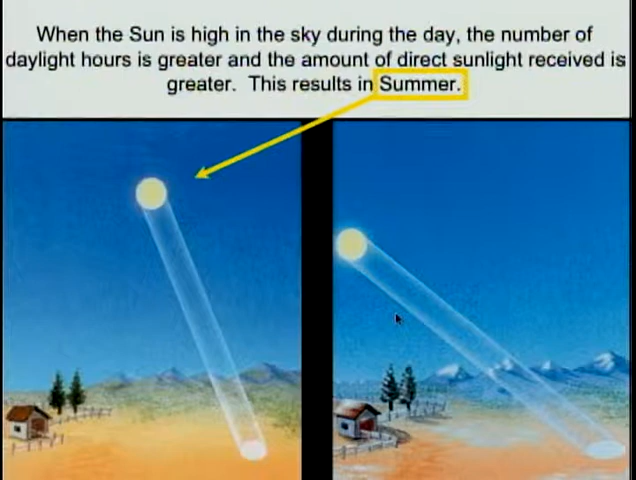 When the Sun is high in the sky during the day, the number of
daylight hours is greater and the amount of direct sunlight received is
greater. This results in Summer.